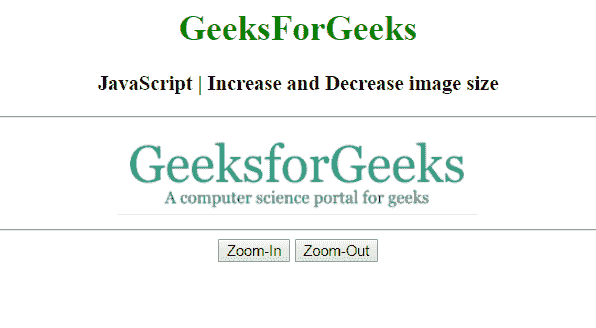 GeeksForGeeks
JavaScript | Increase and Decrease image size
GeeksforGeeks
A computer science portal for geeks
Zoom-In Zoom-Out